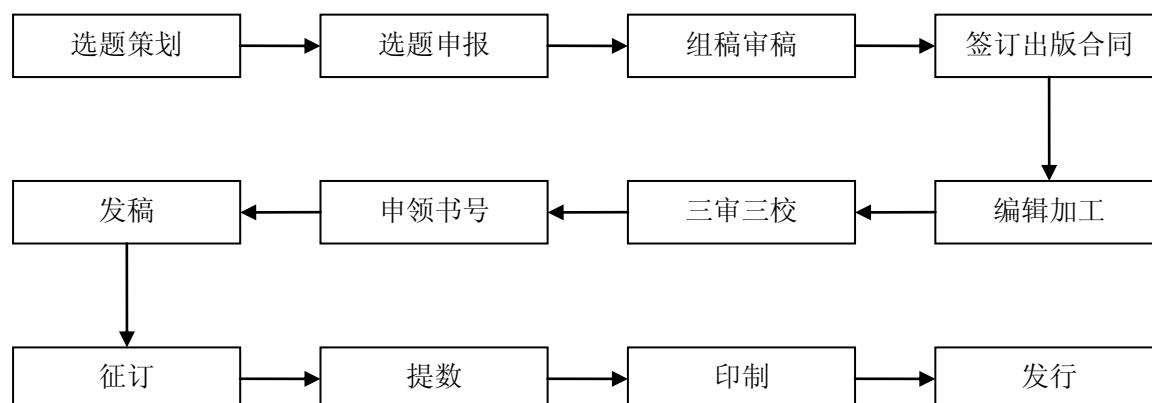 选题策划 选题申报 组稿审稿 签订出版合同
发稿 申领书号 三审三校 编辑加工
征订 提数 印制 发行